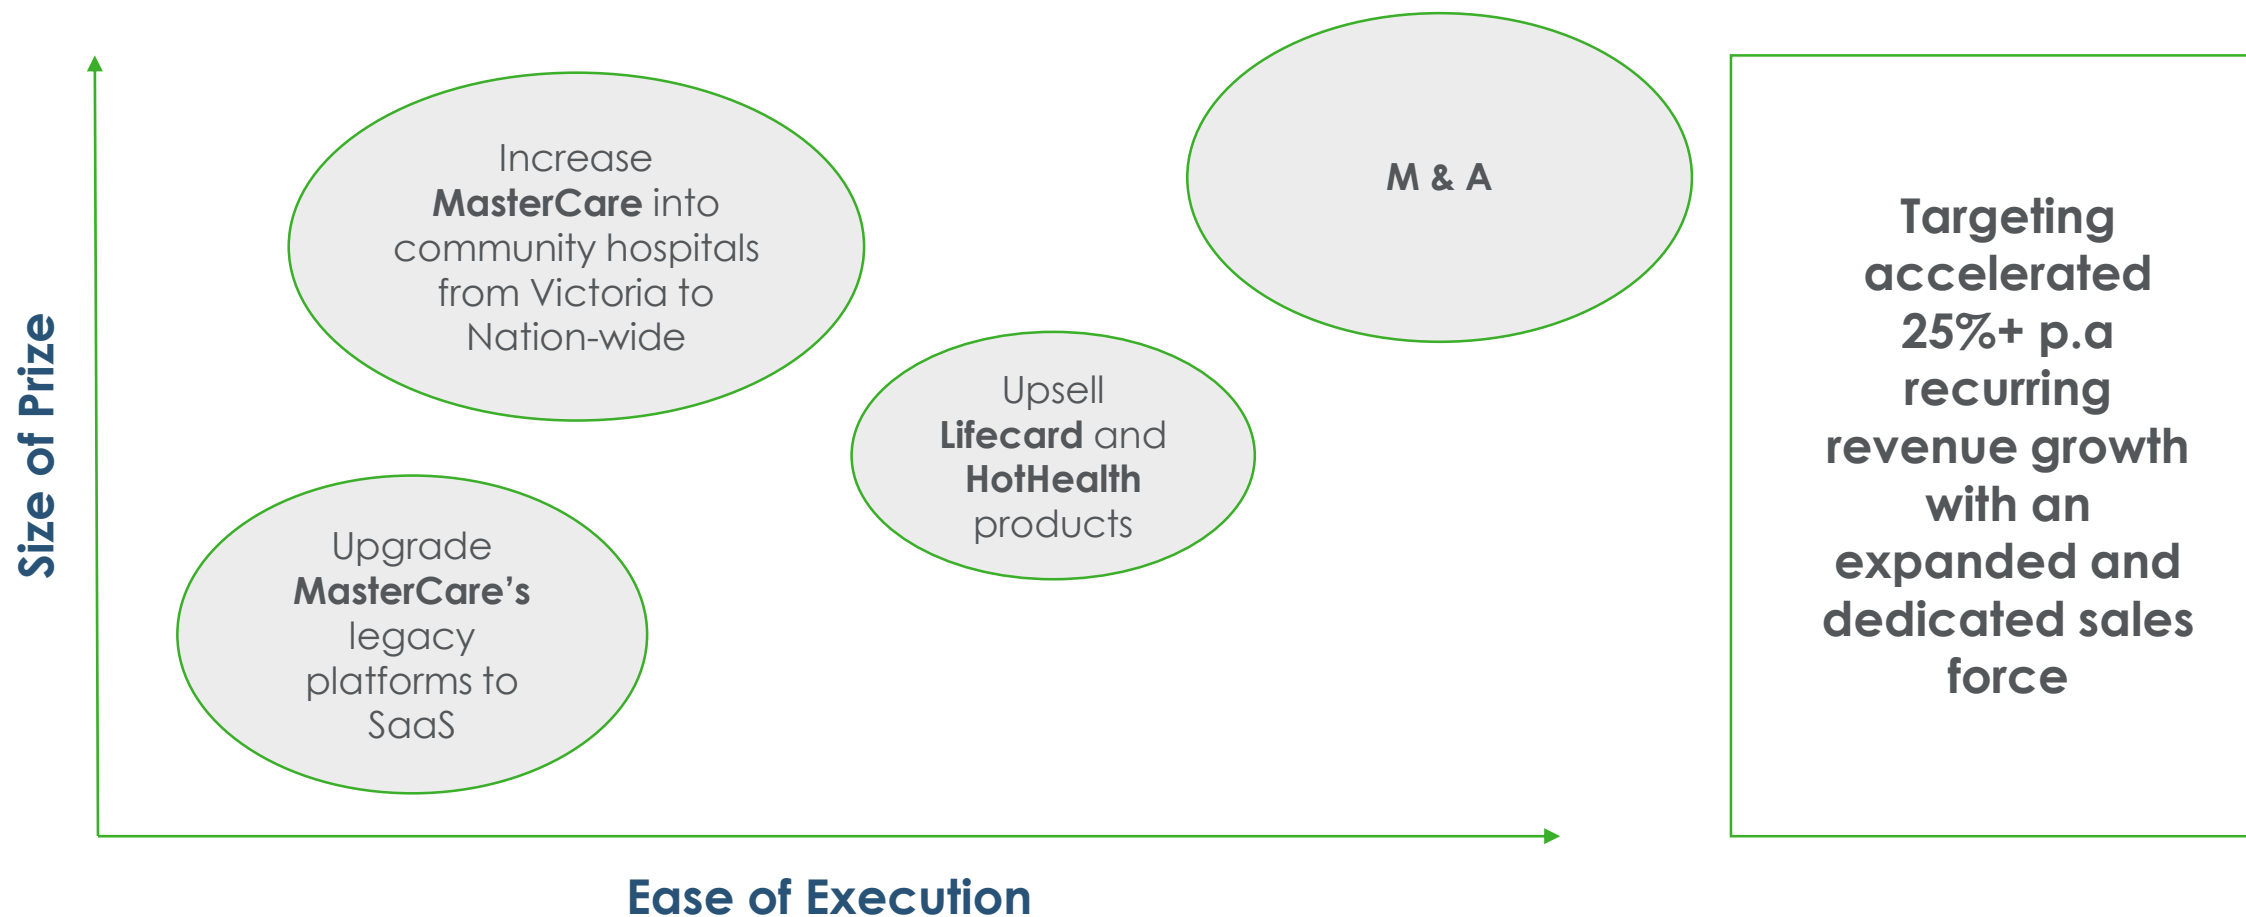 Size of Prize
Increase
MasterCare into
community hospitals
from Victoria to
Nation-wide
M & A
Upsell
Lifecard and
HotHealth
products
Upgrade
MasterCare’s
legacy
platforms to
SaaS
Ease of Execution
Targeting
accelerated
25%+ p.a
recurring
revenue growth
with an
expanded and
dedicated sales
force